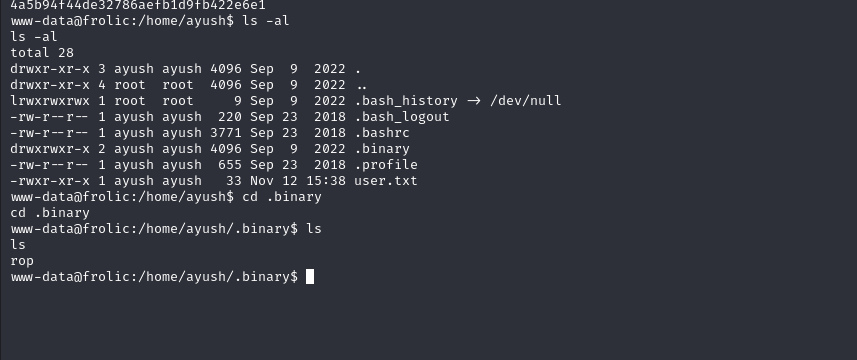 4a5b94f44de32786aefb1d9fb422e6e1
www-data@frolic:/home/ayush$ ls -al
ls -al
total 28
drwxr-xr-x 3 ayush ayush 4096 Sep  9  2022 .
drwxr-xr-x 4 root  root  4096 Sep  9  2022 ..
lrwxrwxrwx 1 root  root     9 Sep  9  2022 .bash_history -> /dev/null
-rw-r--r-- 1 ayush ayush  220 Sep 23  2018 .bash_logout
-rw-r--r-- 1 ayush ayush 3771 Sep 23  2018 .bashrc
drwxrwxr-x 2 ayush ayush 4096 Sep  9  2022 .binary
-rw-r--r-- 1 ayush ayush  655 Sep 23  2018 .profile
-rwxr-xr-x 1 ayush ayush   33 Nov 12 15:38 user.txt
www-data@frolic:/home/ayush$ cd .binary
cd .binary
www-data@frolic:/home/ayush/.binary$ ls
ls
rop
www-data@frolic:/home/ayush/.binary$